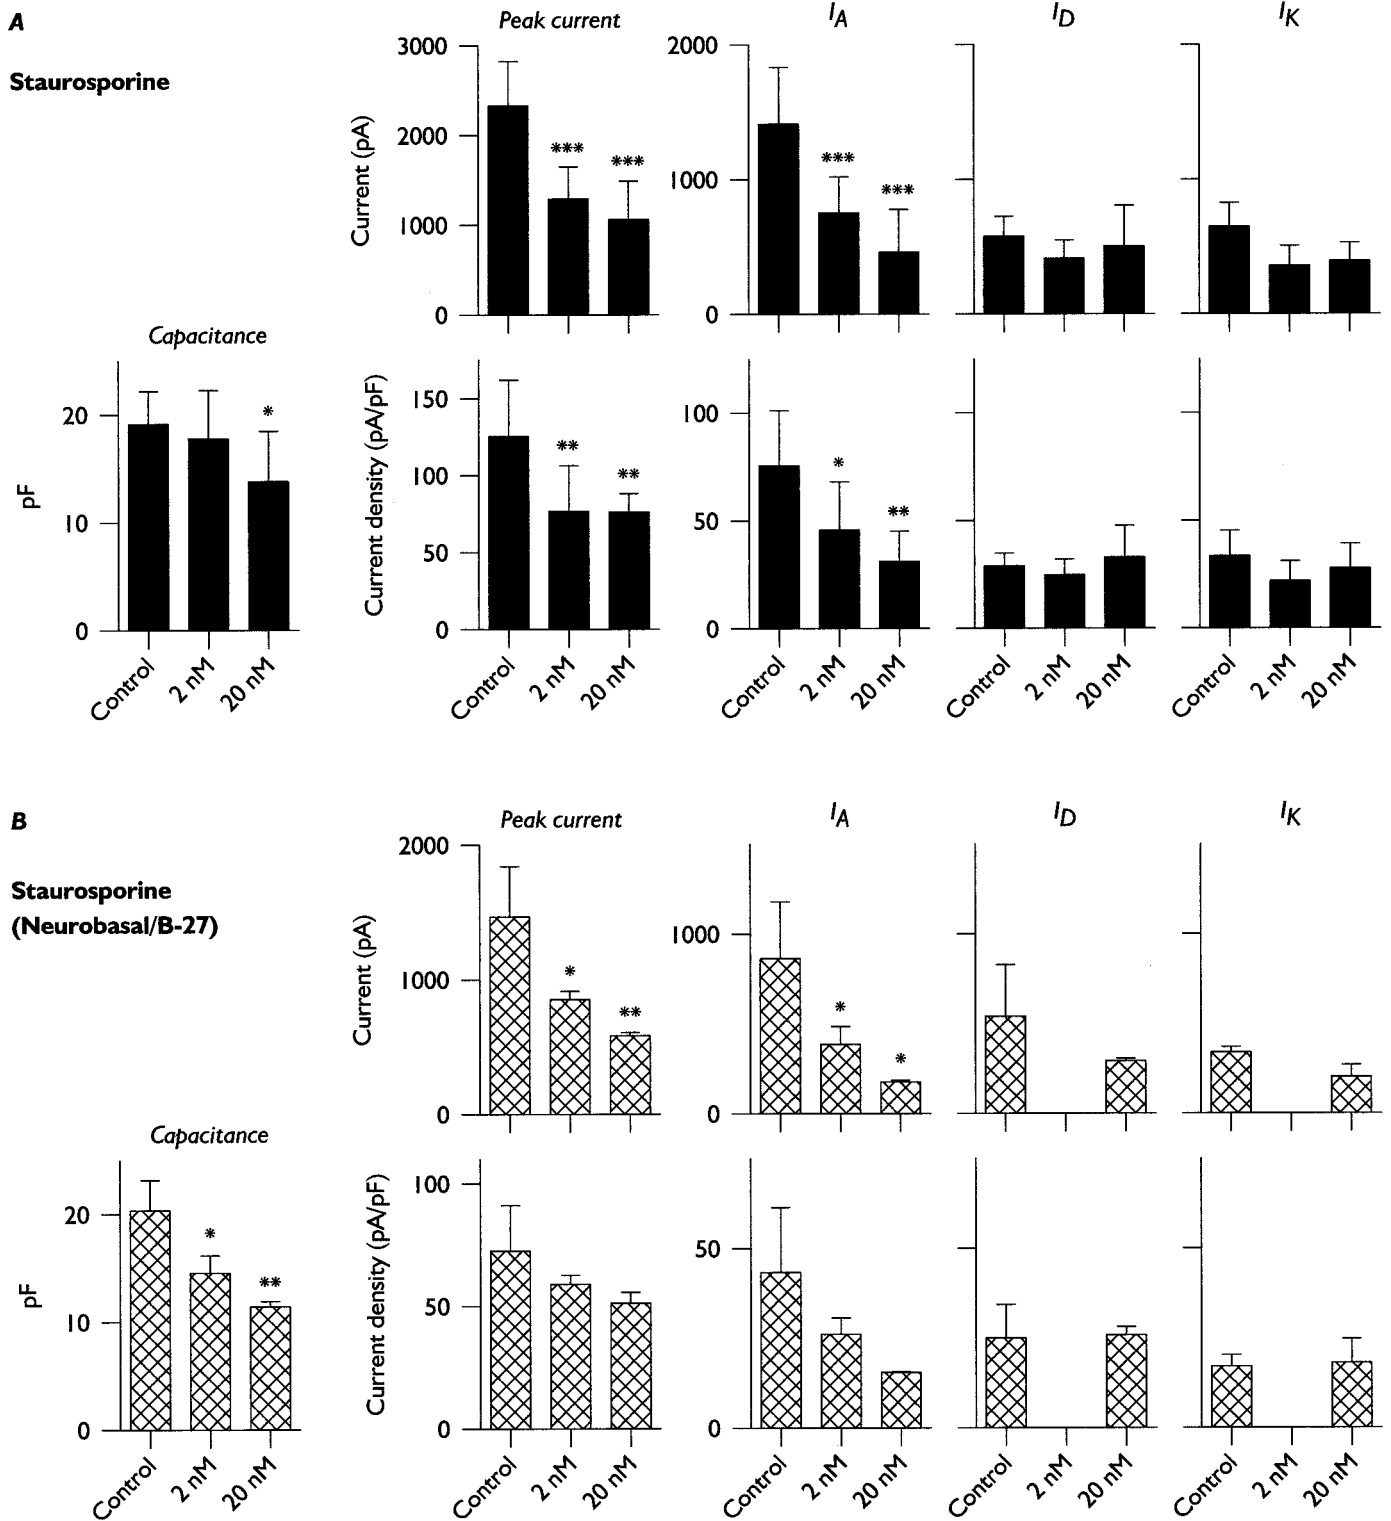 A
Staurosporine
Peak current
I_A
I_D
I_K
Current (pA)
3000
2000
1000
0
***
***
2000
1000
0
***
***
Capacitance
pF
20
10
0
*
Control
2 nM
20 nM
Current density (pA/pF)
150
100
50
0
**
**
Control
2 nM
20 nM
100
50
0
*
**
Control
2 nM
20 nM
Control
2 nM
20 nM
Control
2 nM
20 nM
B
Staurosporine
(Neurobasal/B-27)
Peak current
I_A
I_D
I_K
Current (pA)
2000
1000
0
*
**
1000
0
*
*
Capacitance
pF
20
10
0
*
**
Control
2 nM
20 nM
Current density (pA/pF)
100
50
0
Control
2 nM
20 nM
50
0
Control
2 nM
20 nM
Control
2 nM
20 nM
Control
2 nM
20 nM